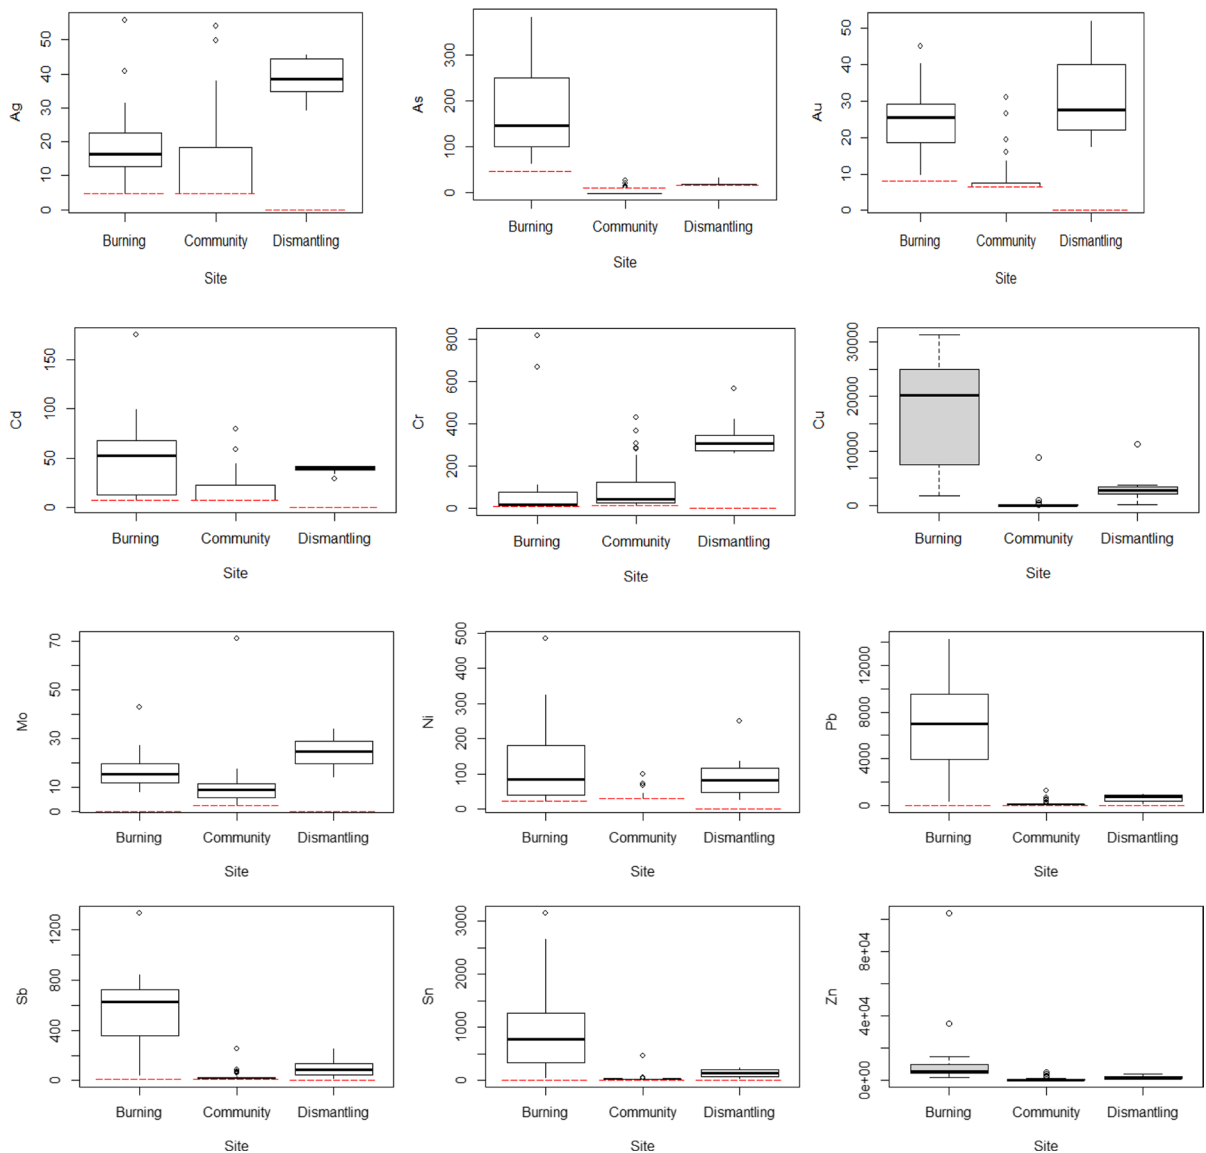 Ag
0 10 20 30 40 50
Burning Community Dismantling
Site
As
0 100 200 300
Burning Community Dismantling
Site
Au
0 10 20 30 40 50
Burning Community Dismantling
Site
Cd
0 50 100 150
Burning Community Dismantling
Site
Cr
0 200 400 600 800
Burning Community Dismantling
Site
Cu
0 10000 20000 30000
Burning Community Dismantling
Site
Mo
0 10 30 50 70
Burning Community Dismantling
Site
Ni
0 100 200 300 400 500
Burning Community Dismantling
Site
Pb
0 4000 8000 12000
Burning Community Dismantling
Site
Sb
0 400 800 1200
Burning Community Dismantling
Site
Sn
0 1000 2000 3000
Burning Community Dismantling
Site
Zn
0e+00 4e+04 8e+04
Burning Community Dismantling
Site